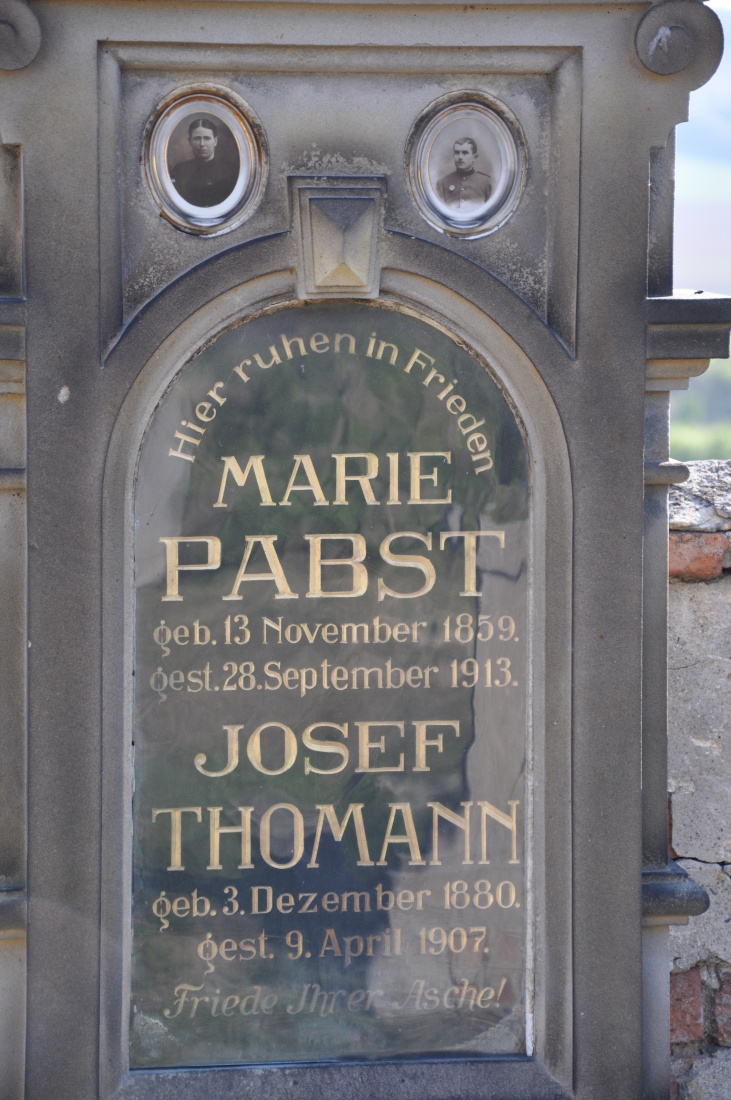 Hier ruhen in Frieden
MARIE
PABST
geb. 13 November 1859.
gest. 28. September 1913.
JOSEF
THOMANN
geb. 3. Dezember 1880.
gest. 9. April 1907.
Friede Ihrer Asche!